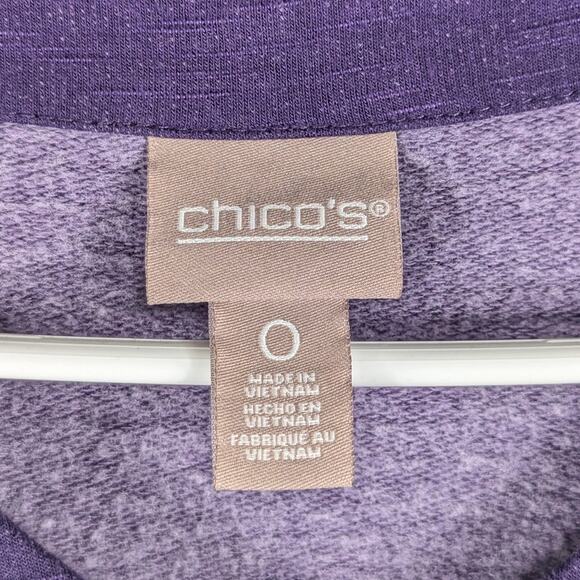 chico's®
0
MADE IN
VIETNAM
HECHO EN
VIETNAM
FABRIQUÉ AU
VIETNAM